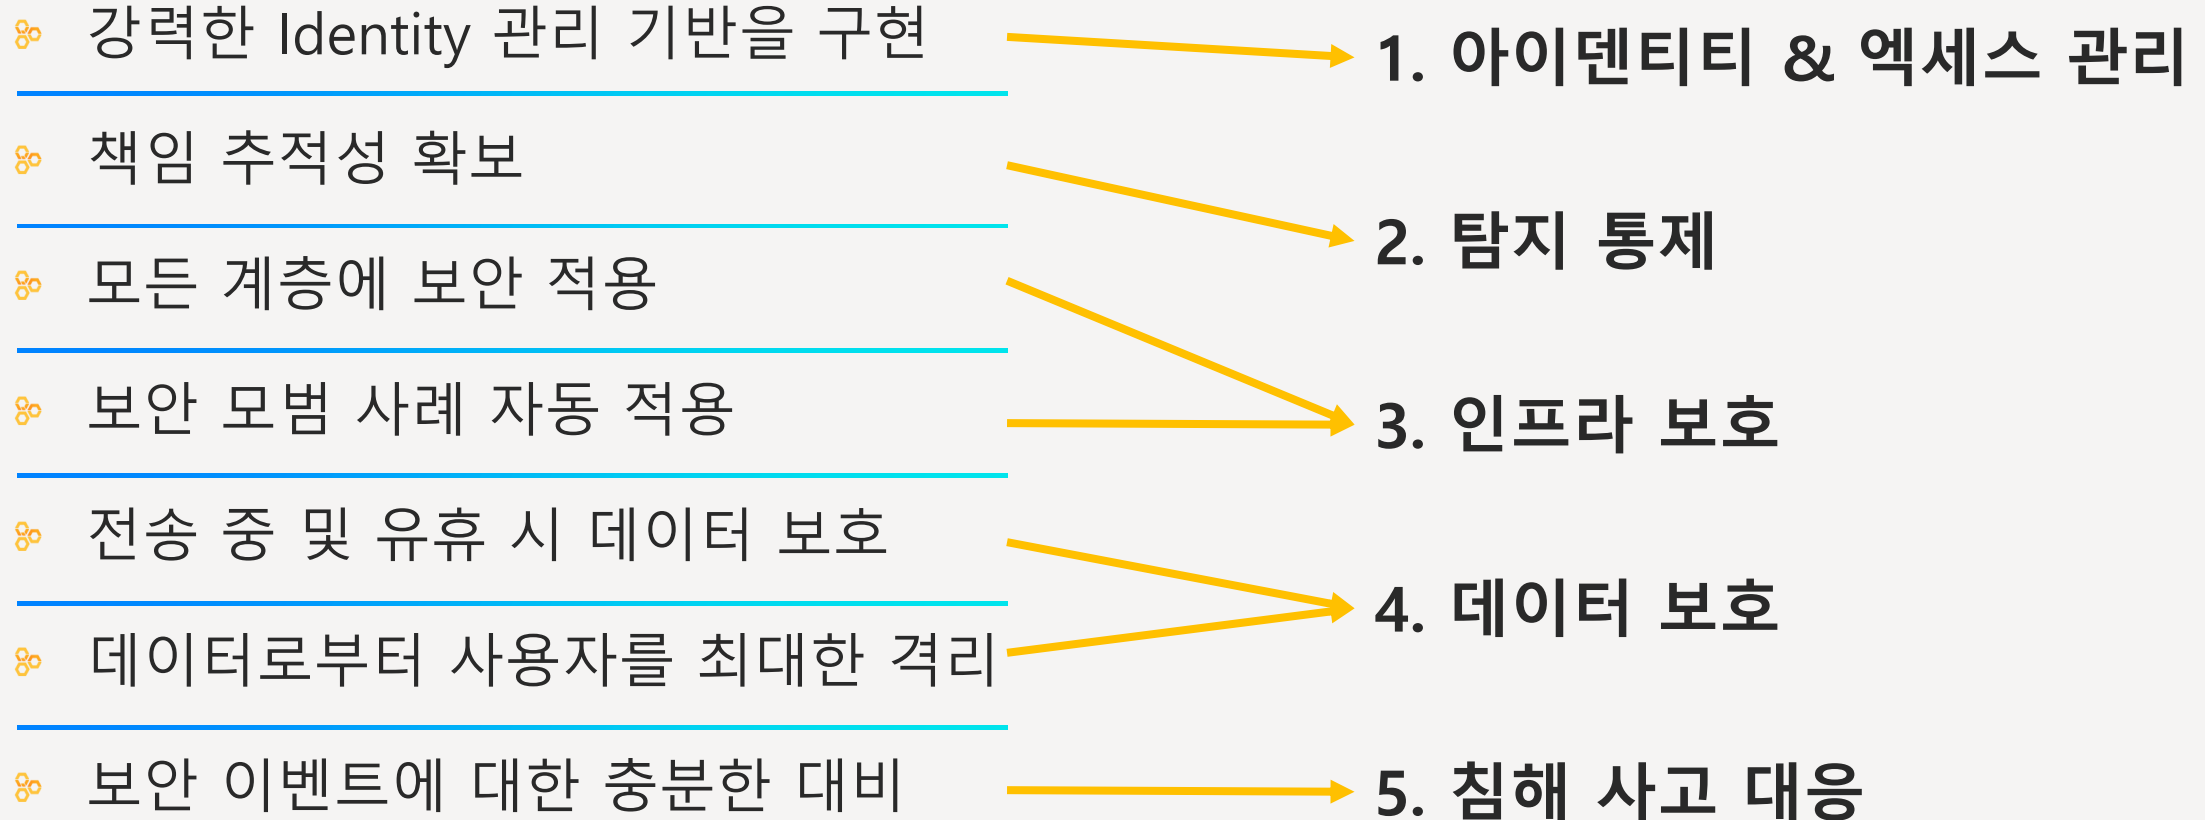 강력한 Identity 관리 기반을 구현
책임 추적성 확보
모든 계층에 보안 적용
보안 모범 사례 자동 적용
전송 중 및 유휴 시 데이터 보호
데이터로부터 사용자를 최대한 격리
보안 이벤트에 대한 충분한 대비
1. 아이덴티티 & 엑세스 관리
2. 탐지 통제
3. 인프라 보호
4. 데이터 보호
5. 침해 사고 대응